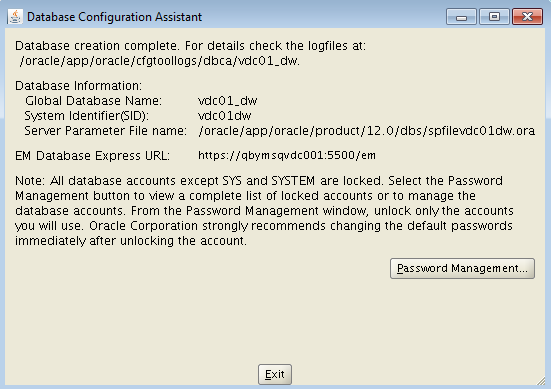 Database Configuration Assistant
Database creation complete. For details check the logfiles at:
/oracle/app/oracle/cfgtoollogs/dbca/vdc01_dw.
Database Information:
Global Database Name: vdc01_dw
System Identifier(SID): vdc01dw
Server Parameter File name: /oracle/app/oracle/product/12.0/dbs/spfilevdc01dw.ora
EM Database Express URL: https://qbymsqvdc001:5500/em
Note: All database accounts except SYS and SYSTEM are locked. Select the Password
Management button to view a complete list of locked accounts or to manage the
database accounts. From the Password Management window, unlock only the accounts
you will use. Oracle Corporation strongly recommends changing the default passwords
immediately after unlocking the account.
Password Management...
Exit